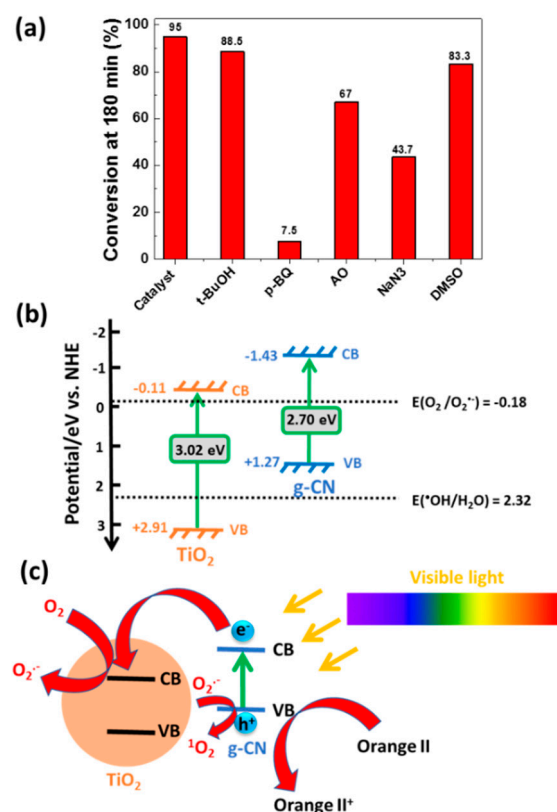 (a)
Conversion at 180 min (%)
100
80
60
40
20
0
95
88.5
7.5
67
43.7
83.3
Catalyst
t-BuOH
p-BQ
AO
NaN3
DMSO
(b)
Potential/eV vs. NHE
-2
-1
0
1
2
3
-1.43
CB
-0.11
CB
E(O₂ /O₂•-) = -0.18
2.70 eV
3.02 eV
+1.27
VB
g-CN
E(•OH/H₂O) = 2.32
+2.91
VB
TiO₂
(c)
Visible light
O₂
e⁻
CB
O₂·-
CB
O₂·-
VB
VB
h⁺
¹O₂
g-CN
Orange II
TiO₂
Orange II⁺